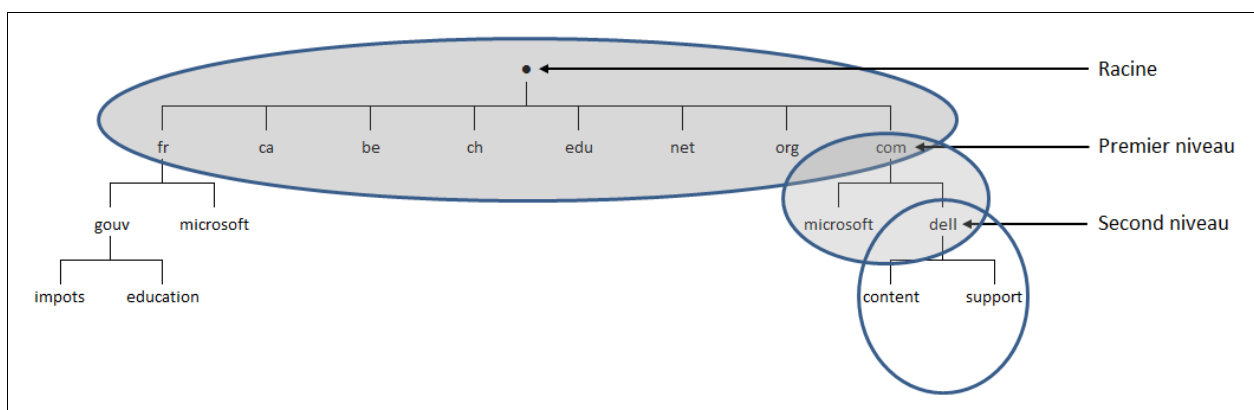 Racine
fr ca be ch edu net org com Premier niveau
gouv microsoft microsoft dell Second niveau
impots education content support